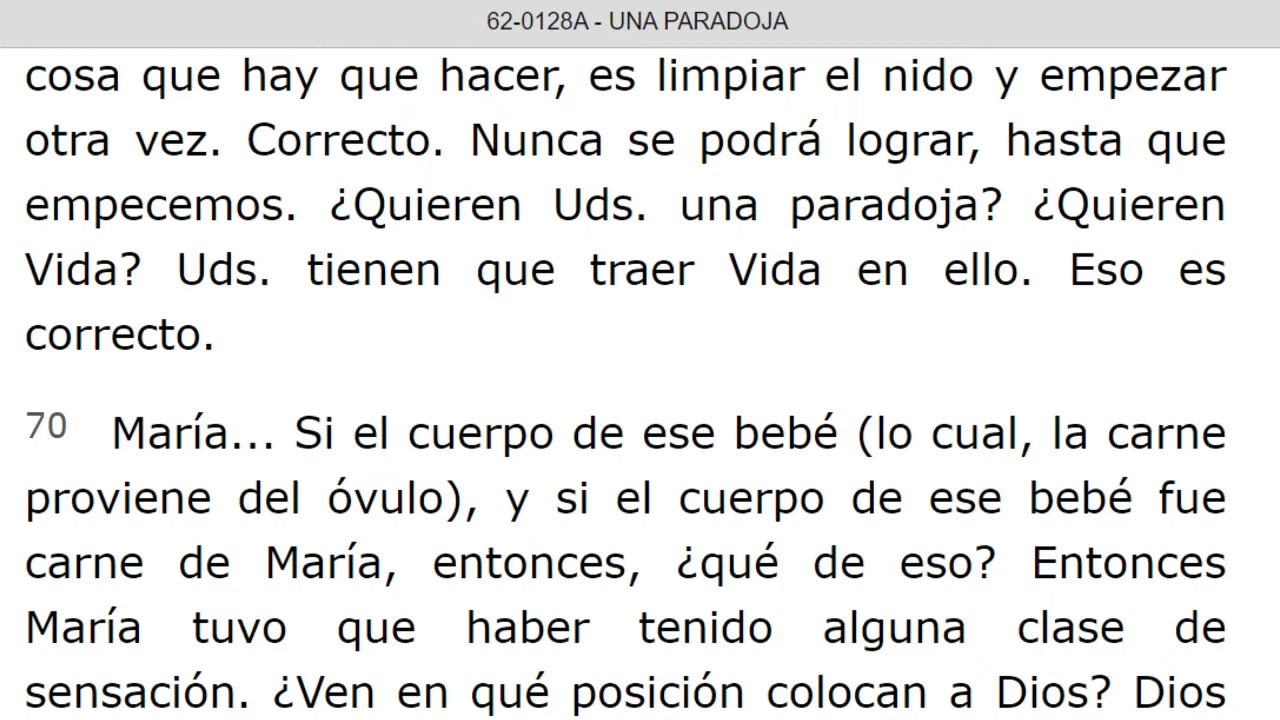 62-0128A - UNA PARADOJA
cosa que hay que hacer, es limpiar el nido y empezar
otra vez. Correcto. Nunca se podrá lograr, hasta que
empecemos. ¿Quieren Uds. una paradoja? ¿Quieren
Vida? Uds. tienen que traer Vida en ello. Eso es
correcto.
70 María... Si el cuerpo de ese bebé (lo cual, la carne
proviene del óvulo), y si el cuerpo de ese bebé fue
carne de María, entonces, ¿qué de eso? Entonces
María tuvo que haber tenido alguna clase de
sensación. ¿Ven en qué posición colocan a Dios? Dios